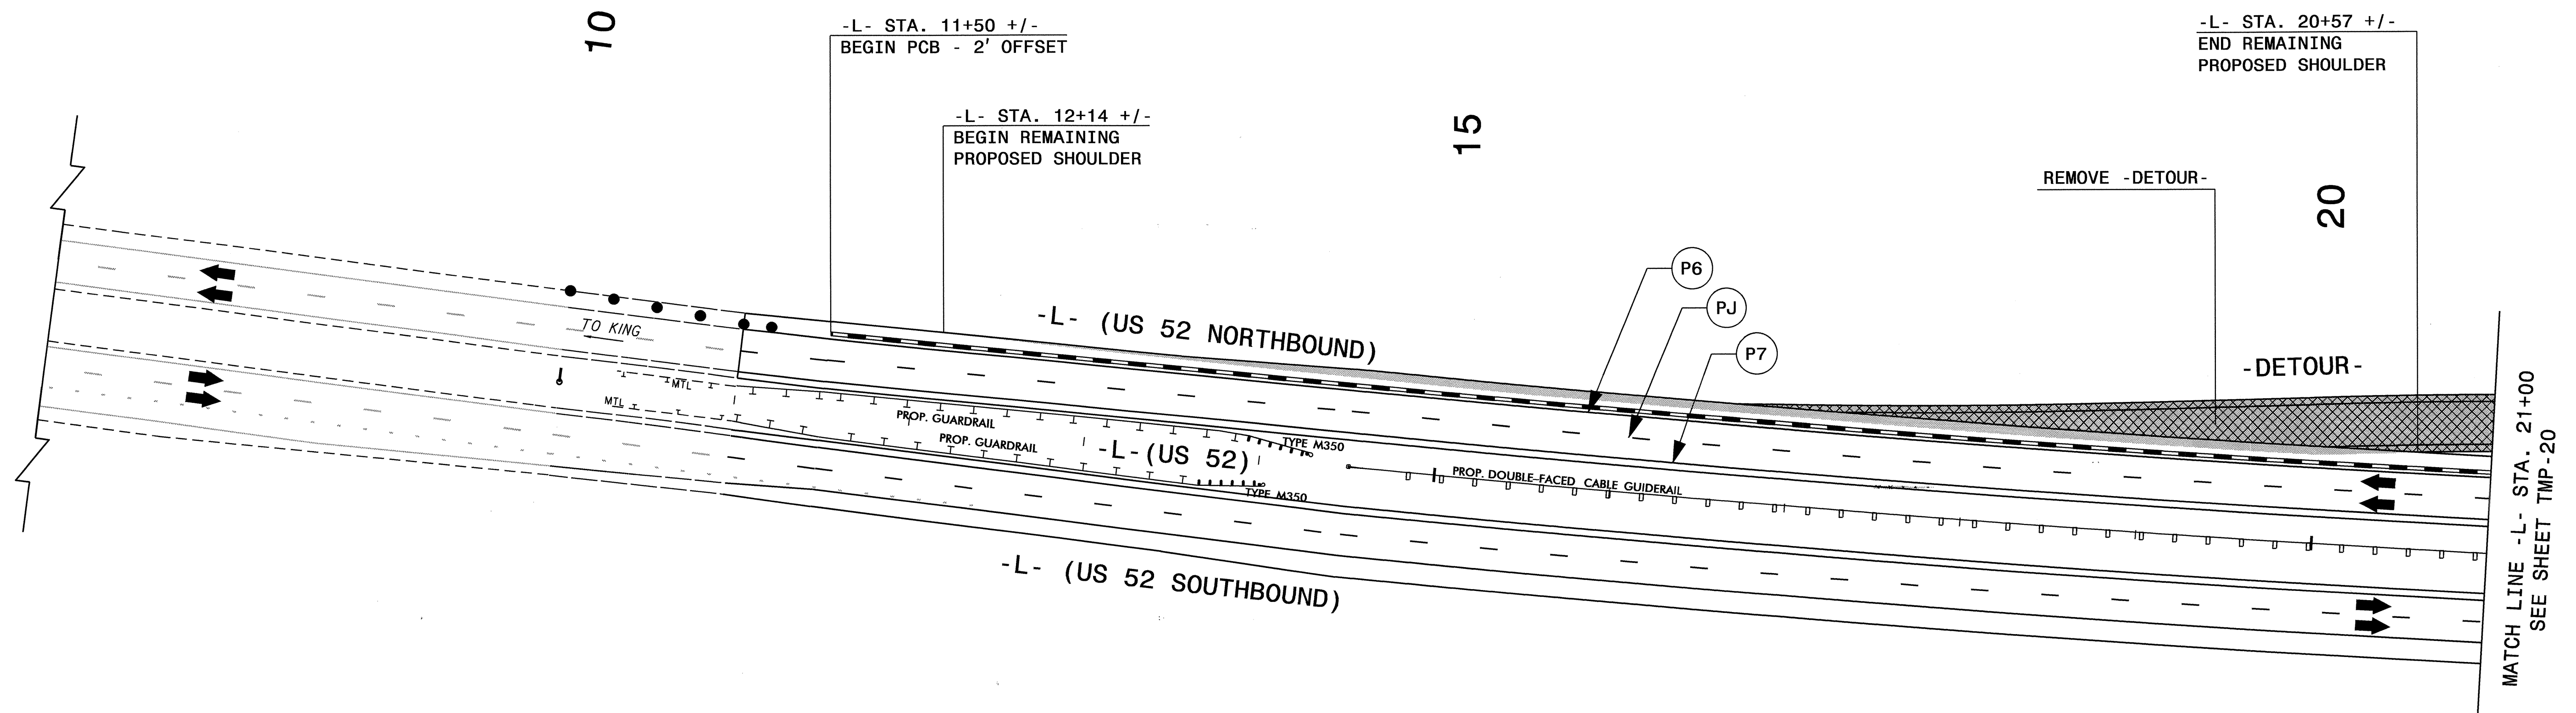 10
-L- STA. 11+50 +/-
BEGIN PCB - 2' OFFSET
-L- STA. 12+14 +/-
BEGIN REMAINING
PROPOSED SHOULDER
15
-L- STA. 20+57 +/-
END REMAINING
PROPOSED SHOULDER
REMOVE -DETOUR-
20
P6
PJ
P7
TO KING
-L- (US 52 NORTHBOUND)
-DETOUR-
MTL
MTL
PROP. GUARDRAIL
PROP. GUARDRAIL
-L-(US 52)
TYPE M350
TYPE M350
PROP. DOUBLE-FACED CABLE GUIDERAIL
-L- (US 52 SOUTHBOUND)
MATCH LINE -L- STA. 21+00
SEE SHEET TMP-20